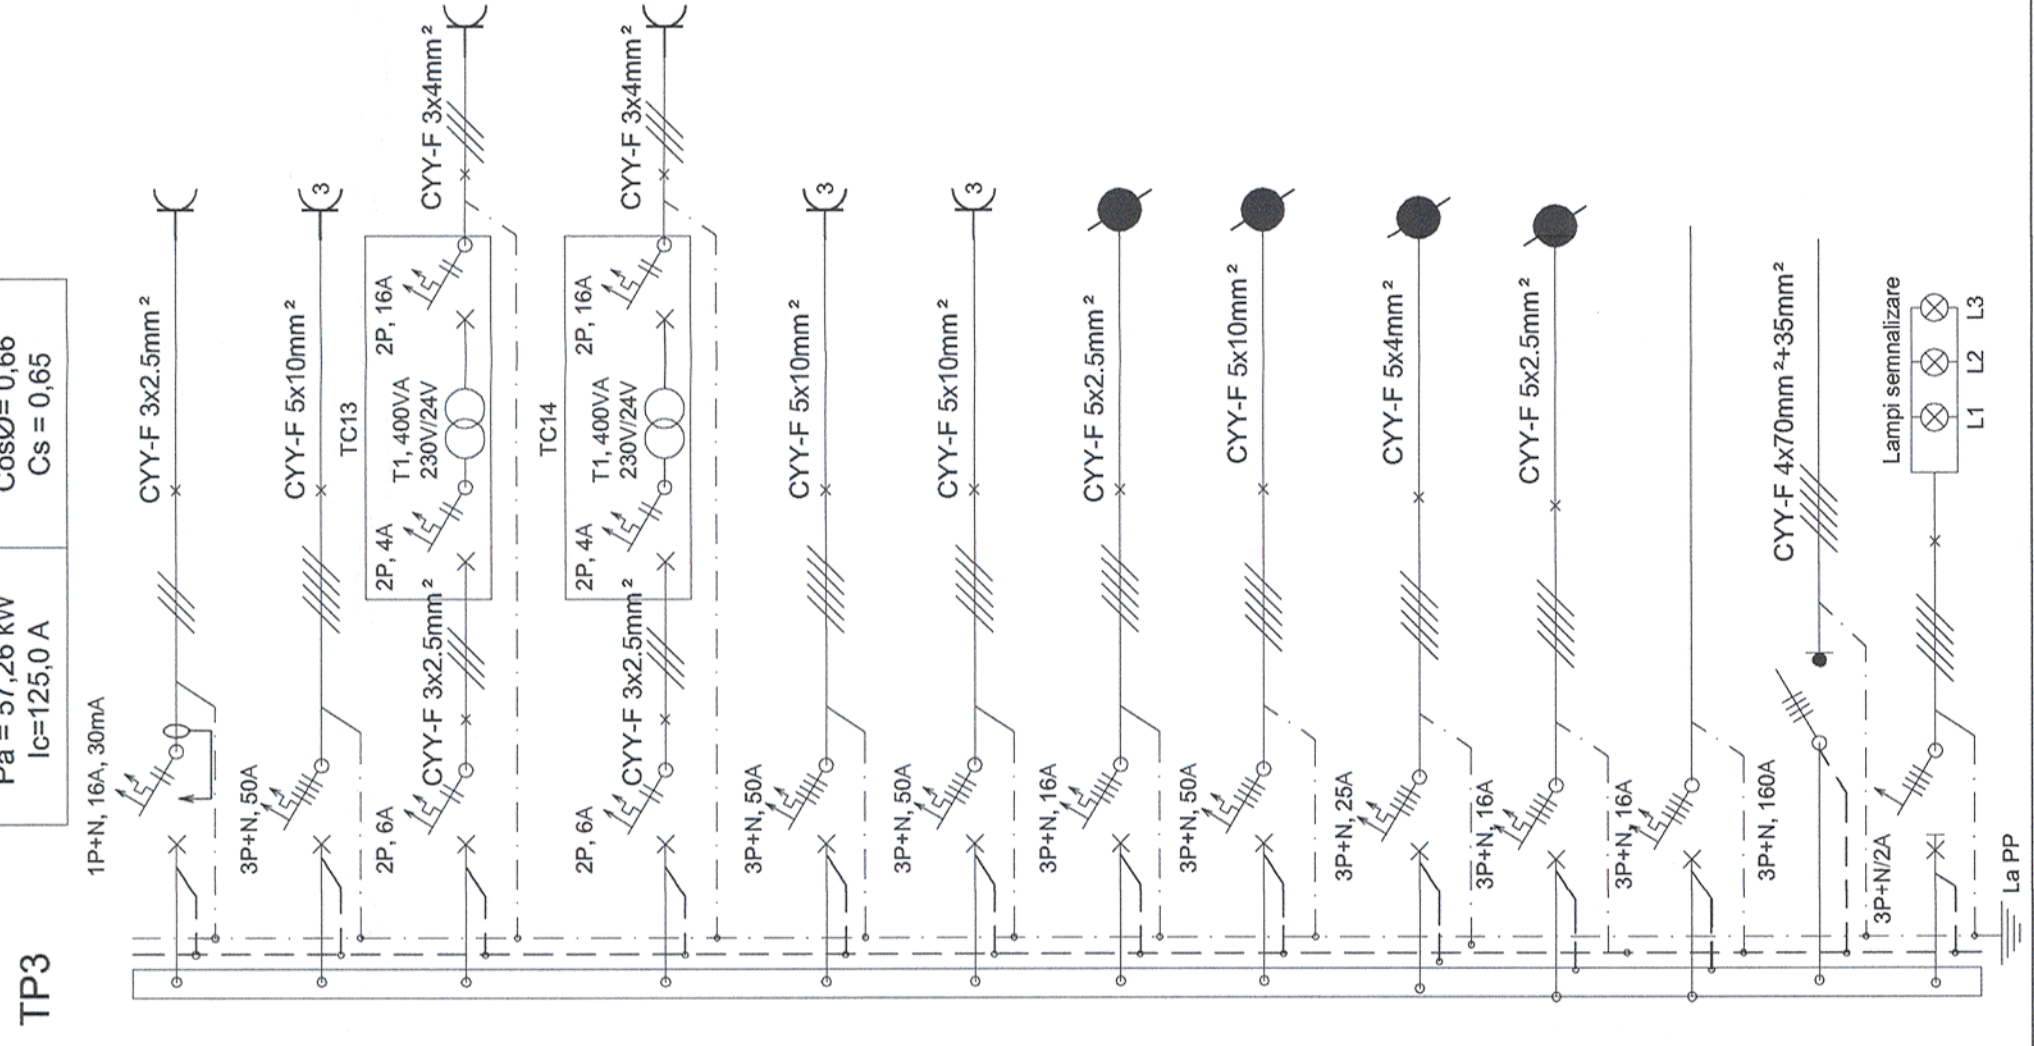 TP3
Pa = 57,26 kW
Ic=125,0 A
CosØ= 0,66
Cs = 0,65
1P+N, 16A, 30mA
CYY-F 3x2.5mm²
3P+N, 50A
CYY-F 5x10mm²
TC13
2P, 6A
CYY-F 3x2.5mm²
2P, 4A
T1, 400VA
230V/24V
2P, 16A
CYY-F 3x4mm²
TC14
2P, 6A
CYY-F 3x2.5mm²
2P, 4A
T1, 400VA
230V/24V
2P, 16A
CYY-F 3x4mm²
3
3P+N, 50A
CYY-F 5x10mm²
3
3P+N, 50A
CYY-F 5x10mm²
3
3P+N, 16A
CYY-F 5x2.5mm²
3P+N, 50A
CYY-F 5x10mm²
3P+N, 25A
CYY-F 5x4mm²
3P+N, 16A
CYY-F 5x2.5mm²
3P+N, 16A
3P+N, 160A
CYY-F 4x70mm²+35mm²
3P+N/2A
Lampi semnalizare
L1 L2 L3
La PP